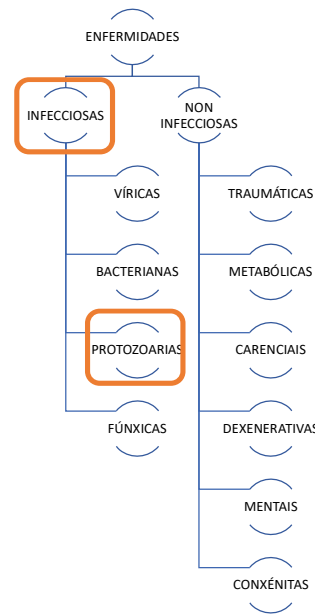 ENFERMIDADES
INFECCIOSAS
NON
INFECCIOSAS
VÍRICAS
TRAUMÁTICAS
BACTERIANAS
METABÓLICAS
PROTOZOARIAS
CARENCIAIS
FÚNXICAS
DEXENERATIVAS
MENTAIS
CONXÉNITAS